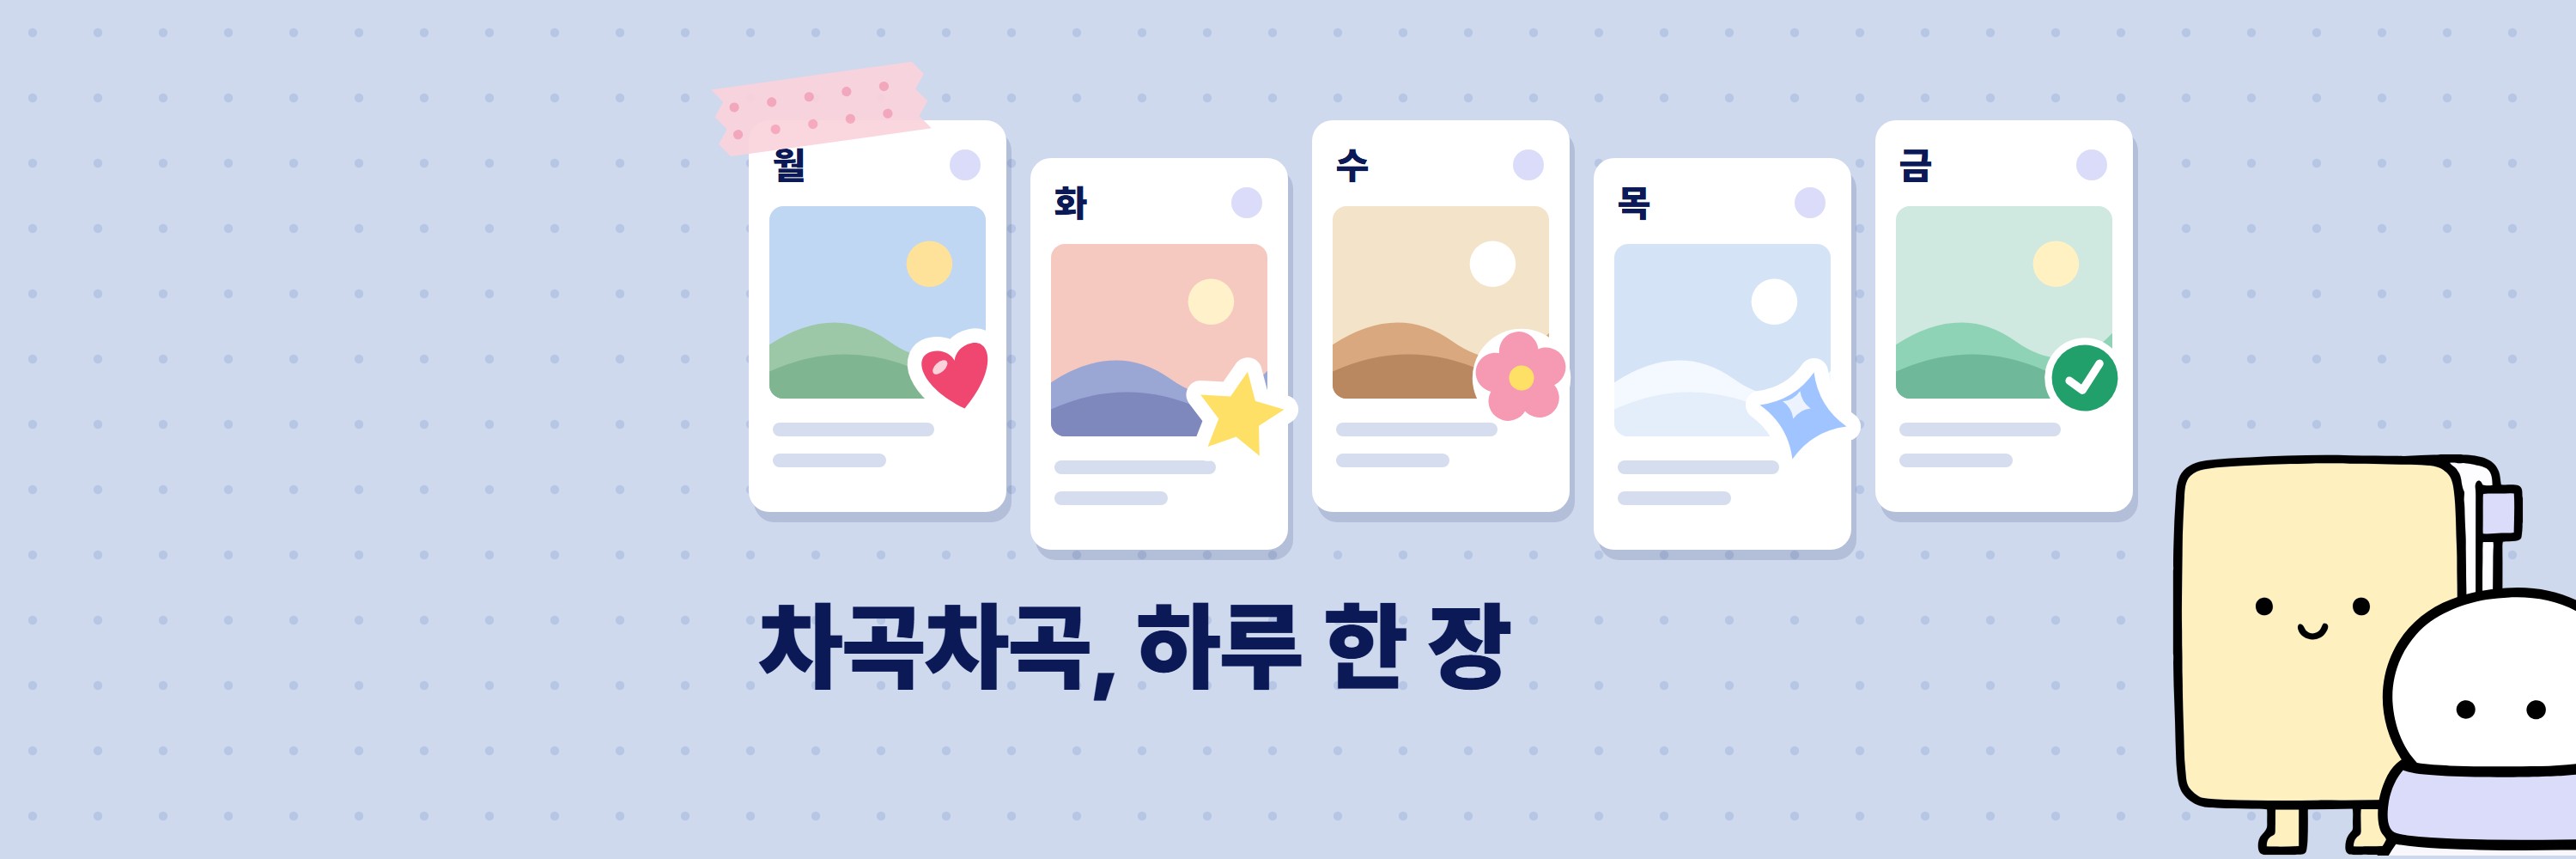 월
화
수
목
금
차곡차곡, 하루 한 장